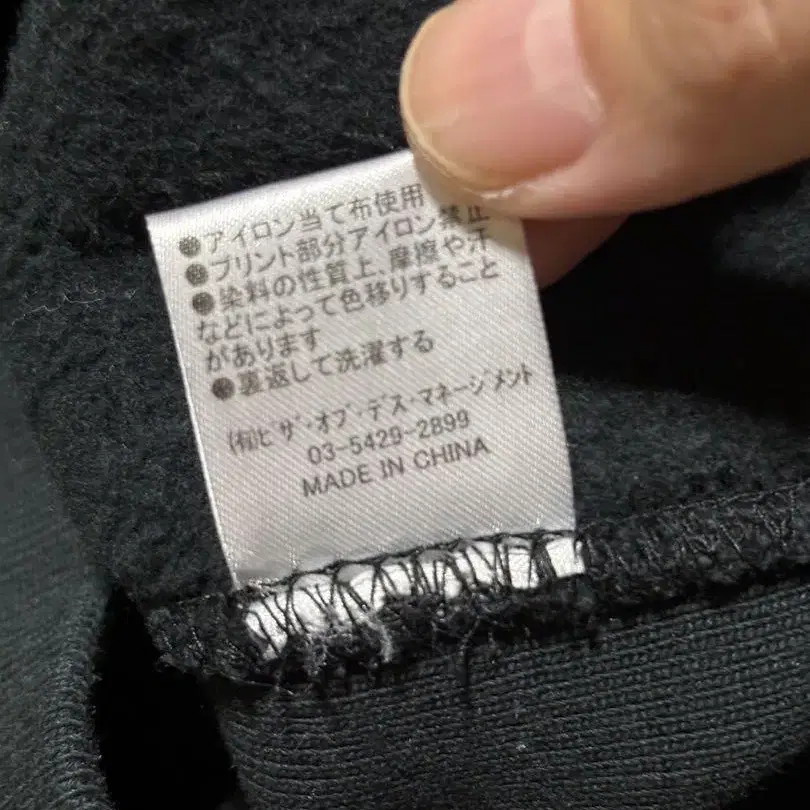 ●アイロン当て布使用
●プリント部分アイロン禁止
●染料の性質上、摩擦や汗
などによって色移りすること
があります
●裏返して洗濯する
(有)ビザ・オブ・デス・マネージメント
03-5429-2899
MADE IN CHINA